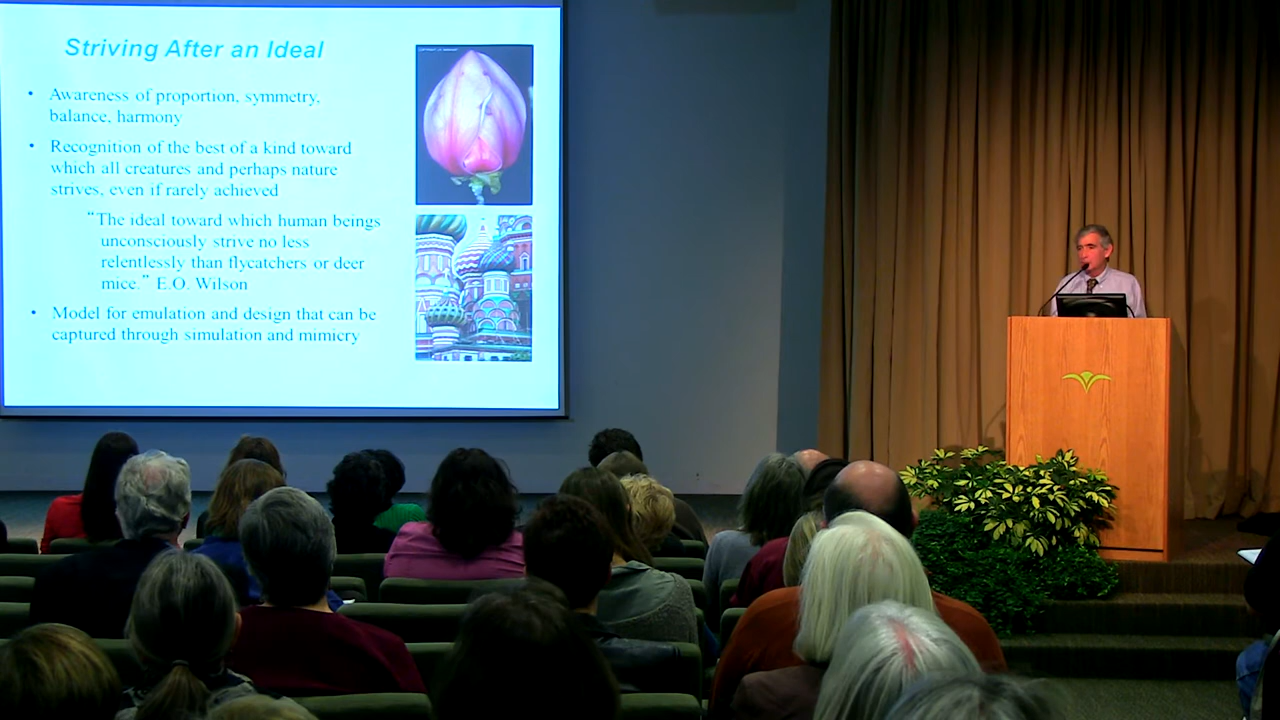 Striving After an Ideal
• Awareness of proportion, symmetry,
balance, harmony
• Recognition of the best of a kind toward
which all creatures and perhaps nature
strives, even if rarely achieved
"The ideal toward which human beings
unconsciously strive no less
relentlessly than flycatchers or deer
mice." E.O. Wilson
• Model for emulation and design that can be
captured through simulation and mimicry